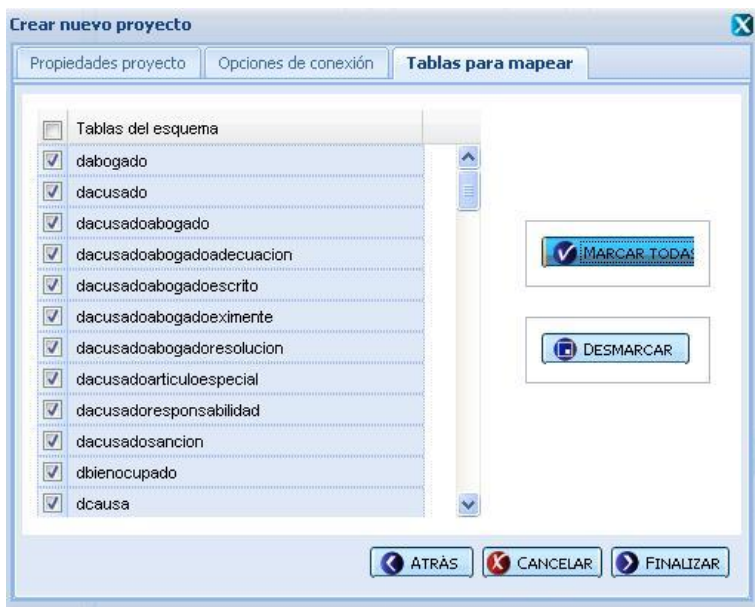 Crear nuevo proyecto
Propiedades proyecto Opciones de conexión Tablas para mapear
Tablas del esquema
dabogado
dacusado
dacusadoabogado
dacusadoabogadoadecuacion
dacusadoabogadoescrito
dacusadoabogadoeximente
dacusadoabogadoresolucion
dacusadoarticuloespecial
dacusadoresponsabilidad
dacusadosancion
dbienocupado
dcausa
MARCAR TODAS
DESMARCAR
ATRÀS CANCELAR FINALIZAR